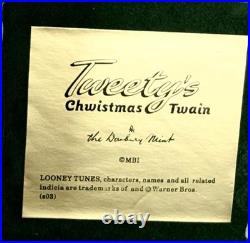 Tweety's
Chwistmas Twain
by
the Danbury Mint
©MBI
LOONEY TUNES, characters, names and all related
indicia are trademarks of and © Warner Bros.
(s03)